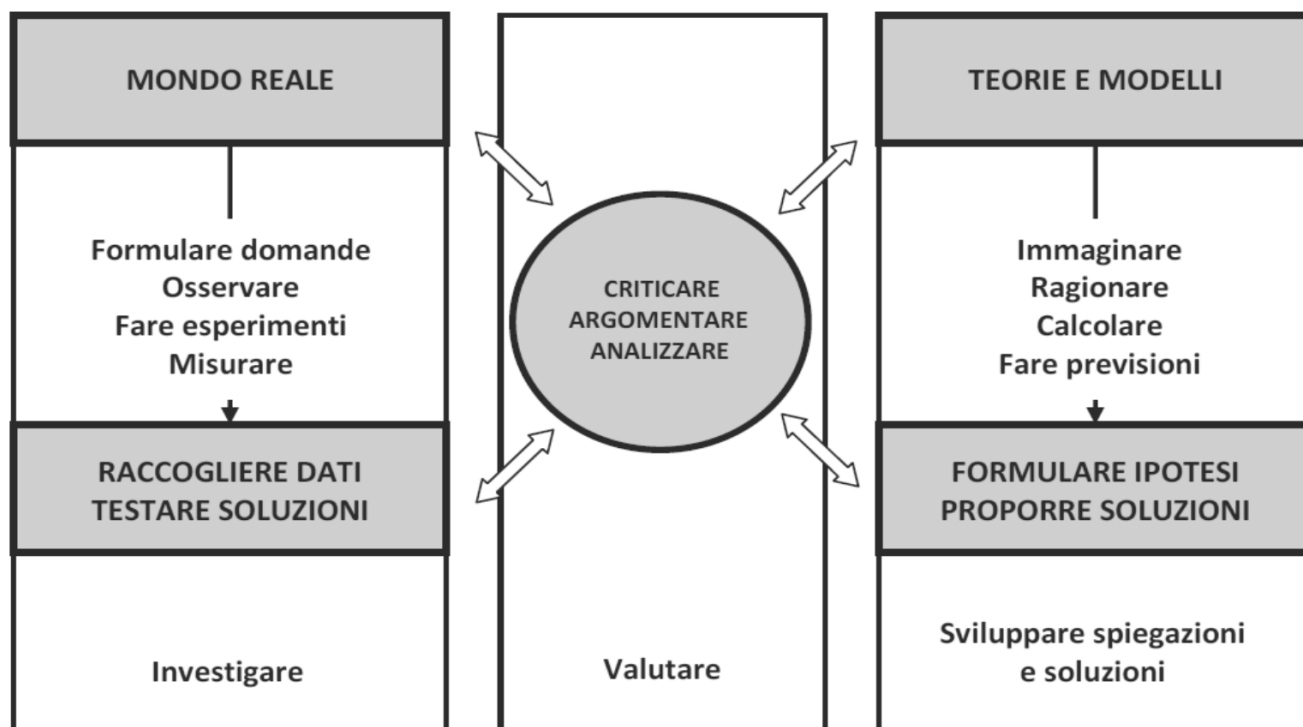 MONDO REALE
Formulare domande
Osservare
Fare esperimenti
Misurare
RACCOGLIERE DATI
TESTARE SOLUZIONI
Investigare
CRITICARE
ARGOMENTARE
ANALIZZARE
Valutare
TEORIE E MODELLI
Immaginare
Ragionare
Calcolare
Fare previsioni
FORMULARE IPOTESI
PROPORRE SOLUZIONI
Sviluppare spiegazioni
e soluzioni